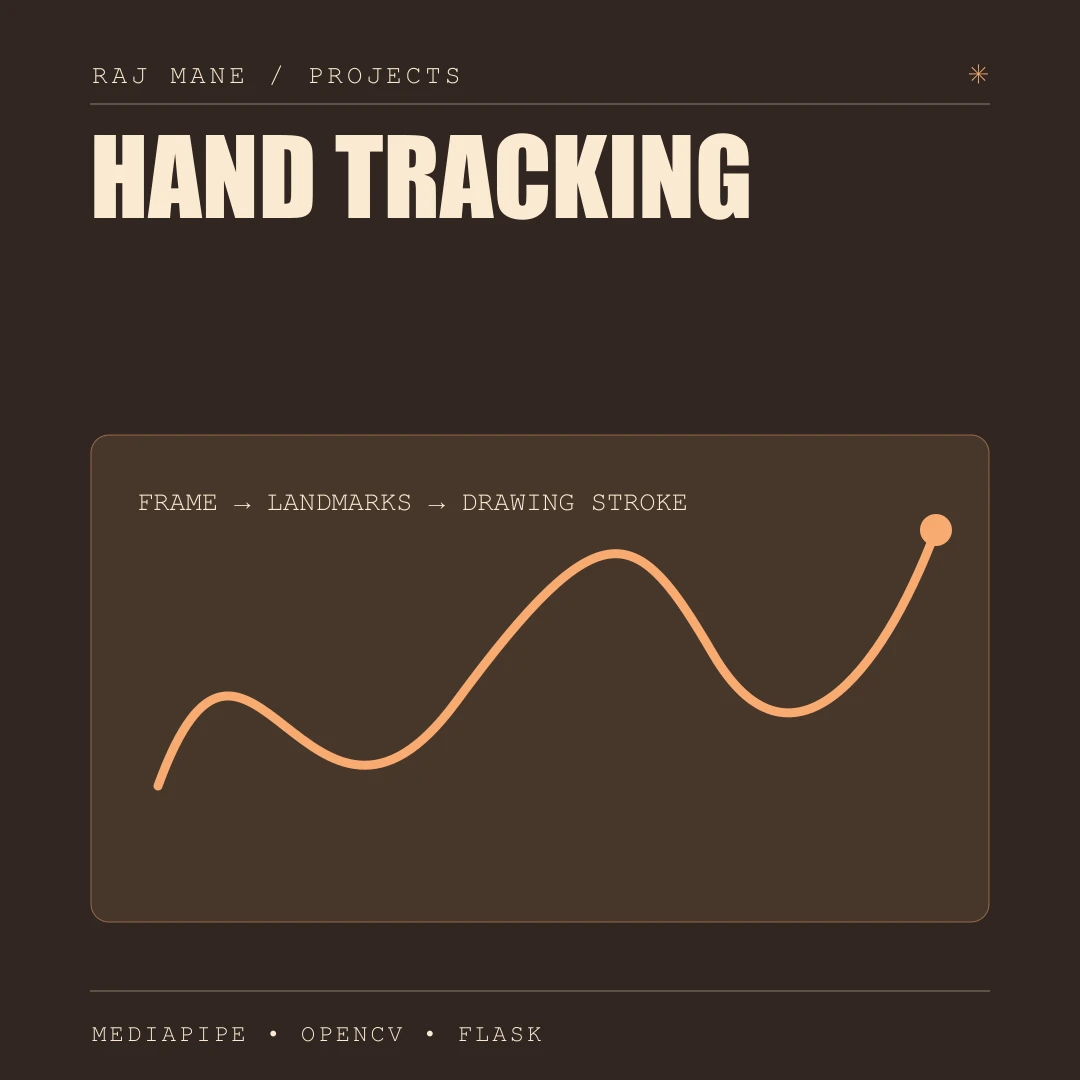 RAJ MANE / PROJECTS
HAND TRACKING
FRAME → LANDMARKS → DRAWING STROKE
MEDIAPIPE • OPENCV • FLASK